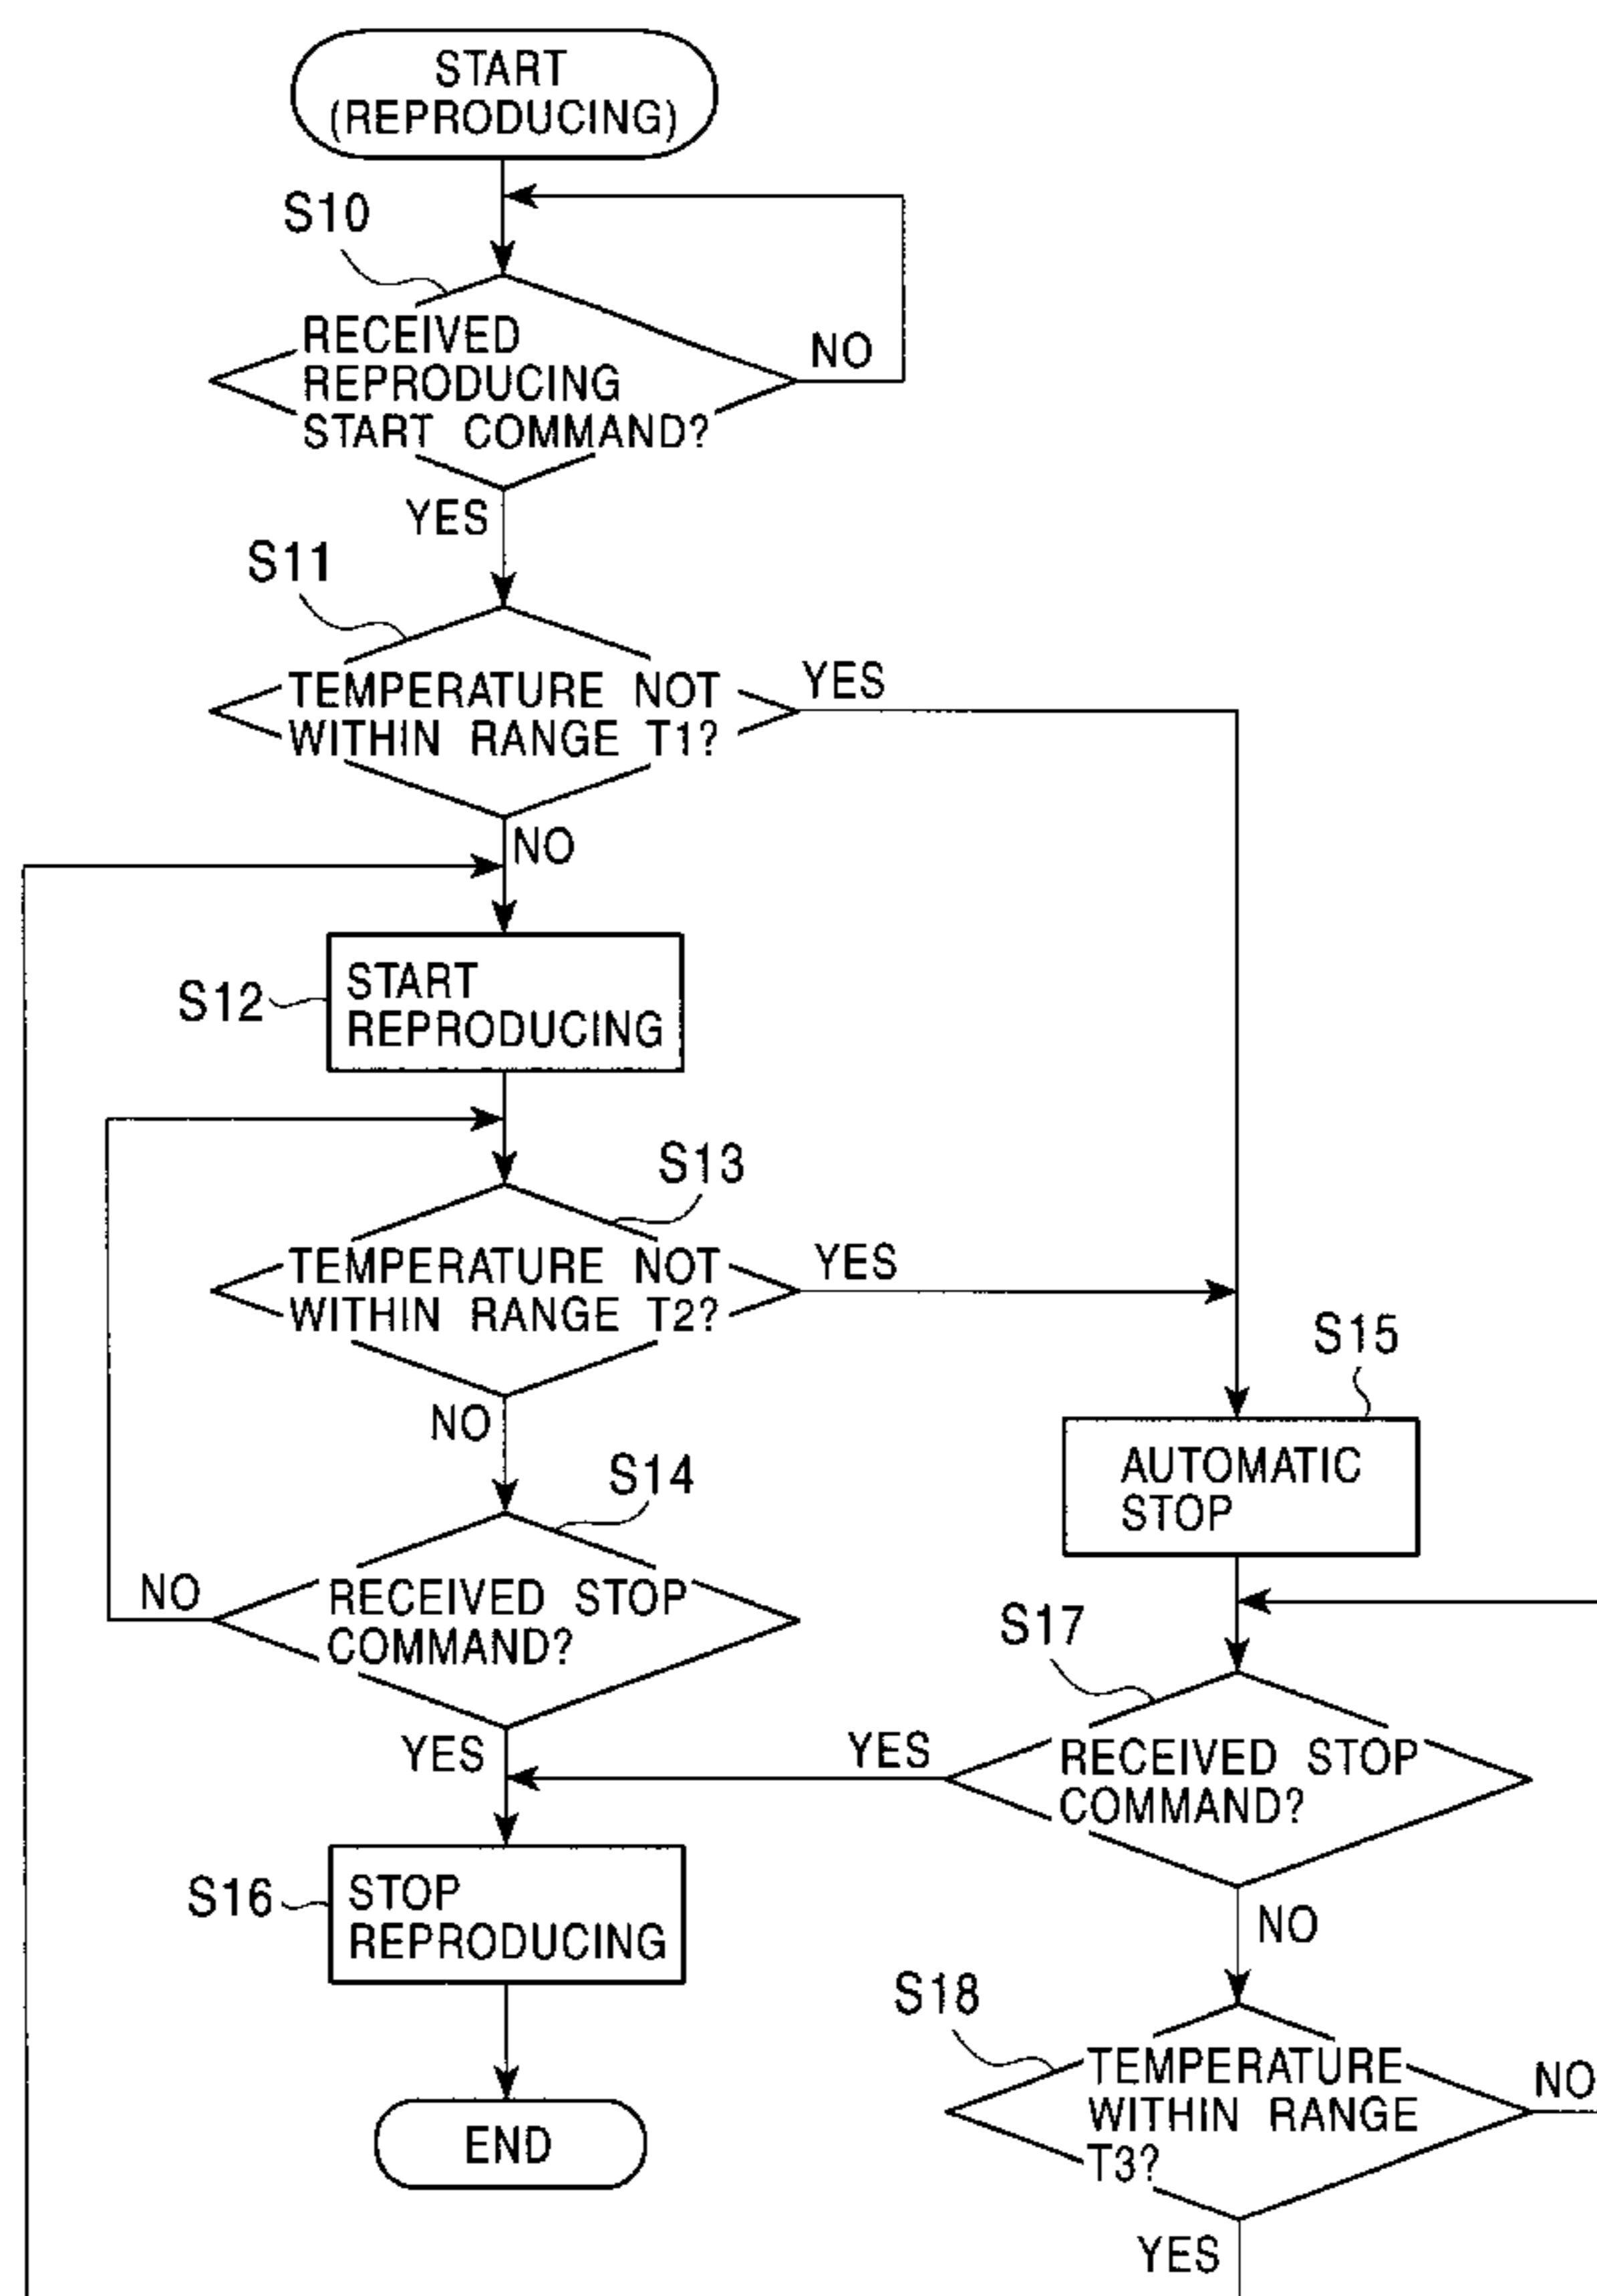 START
(REPRODUCING)
S10
RECEIVED
REPRODUCING
START COMMAND?
NO
YES
S11
TEMPERATURE NOT
WITHIN RANGE T1?
YES
NO
S12
START
REPRODUCING
S13
TEMPERATURE NOT
WITHIN RANGE T2?
YES
NO
S14
RECEIVED STOP
COMMAND?
NO
YES
S15
AUTOMATIC
STOP
S17
RECEIVED STOP
COMMAND?
YES
NO
S16
STOP
REPRODUCING
END
S18
TEMPERATURE
WITHIN RANGE
T3?
NO
YES